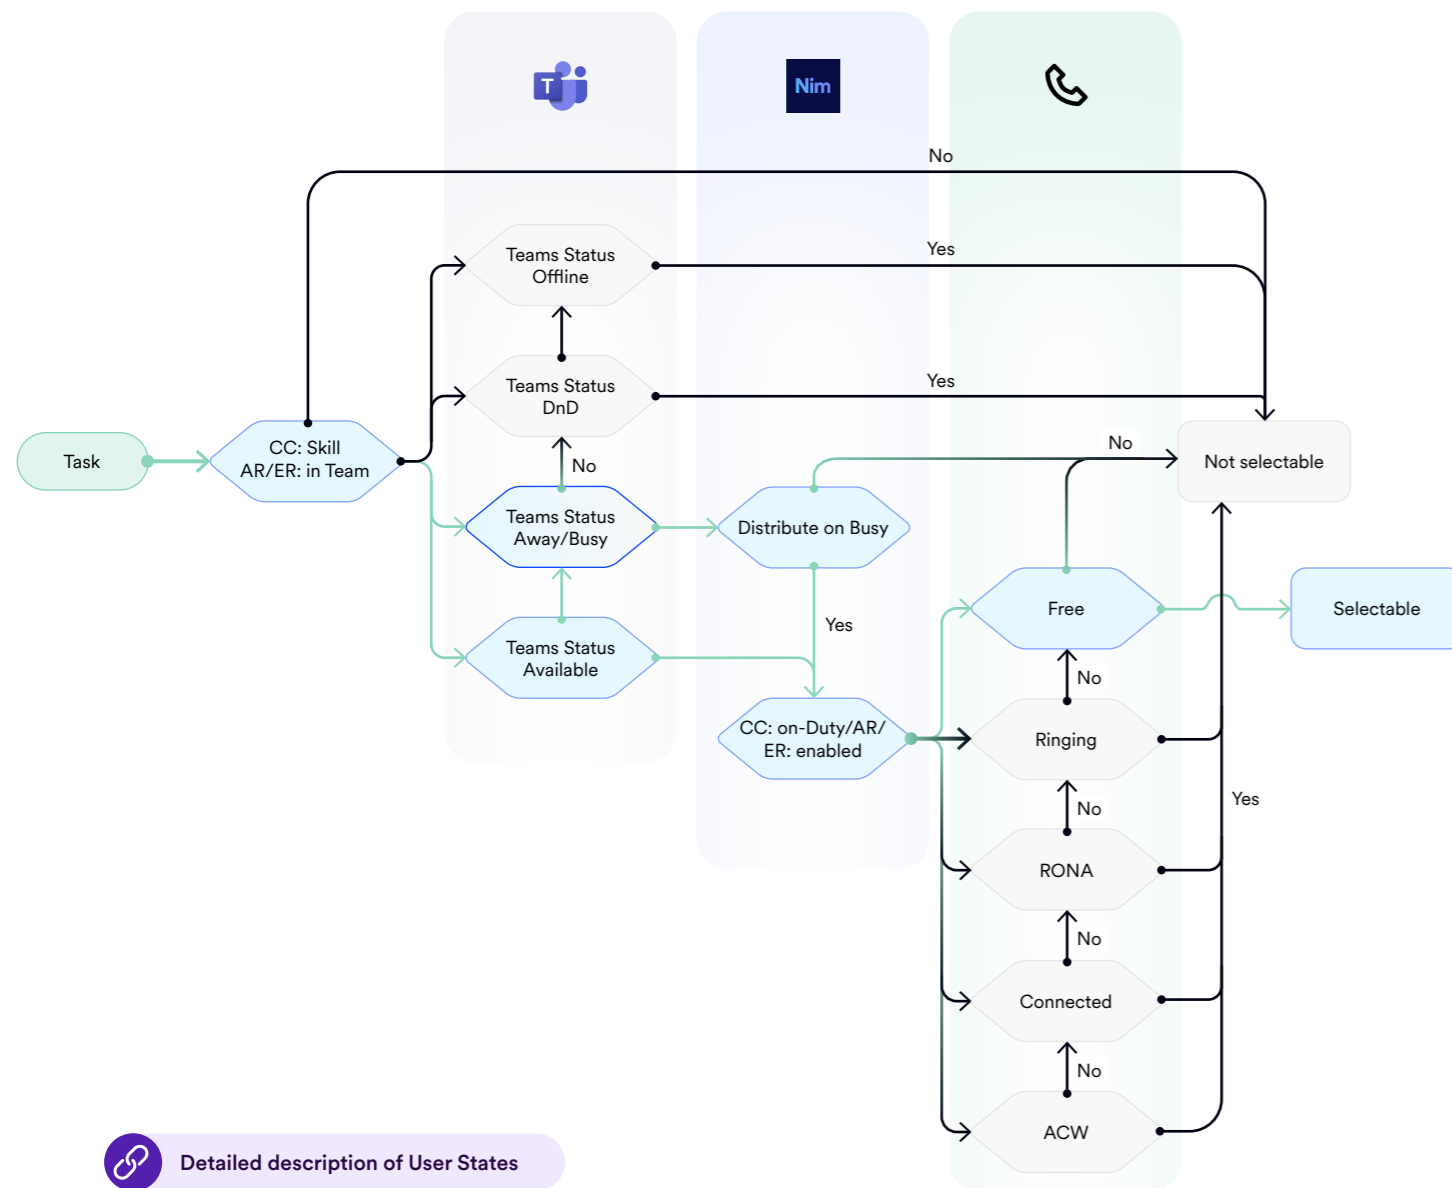 T
Nim
No
Teams Status
Offline
Yes
Teams Status
DnD
Yes
Task
CC: Skill
AR/ER: in Team
No
No
Not selectable
Teams Status
Away/Busy
Distribute on Busy
Free
Selectable
Yes
Teams Status
Available
No
CC: on-Duty/AR/
ER: enabled
Ringing
No
Yes
RONA
No
Connected
No
ACW
Detailed description of User States